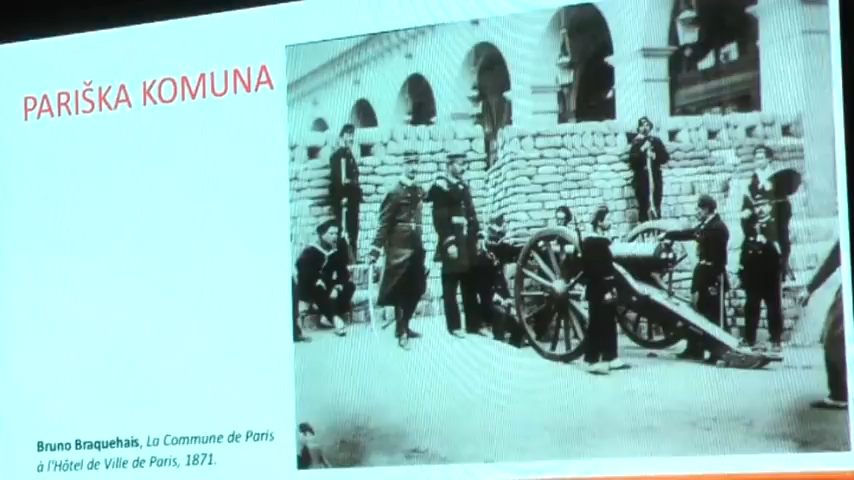 PARIŠKA KOMUNA
Bruno Braquehais, La Commune de Paris
à l'Hôtel de Ville de Paris, 1871.